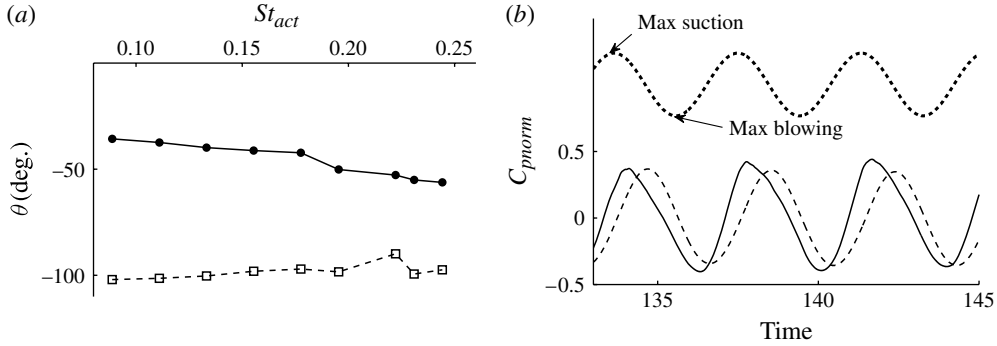 (a)
St_act
0.10 0.15 0.20 0.25
θ (deg.)
−50
−100
(b)
Max suction
Max blowing
C_pnorm
0.5
0
−0.5
135 140 145
Time